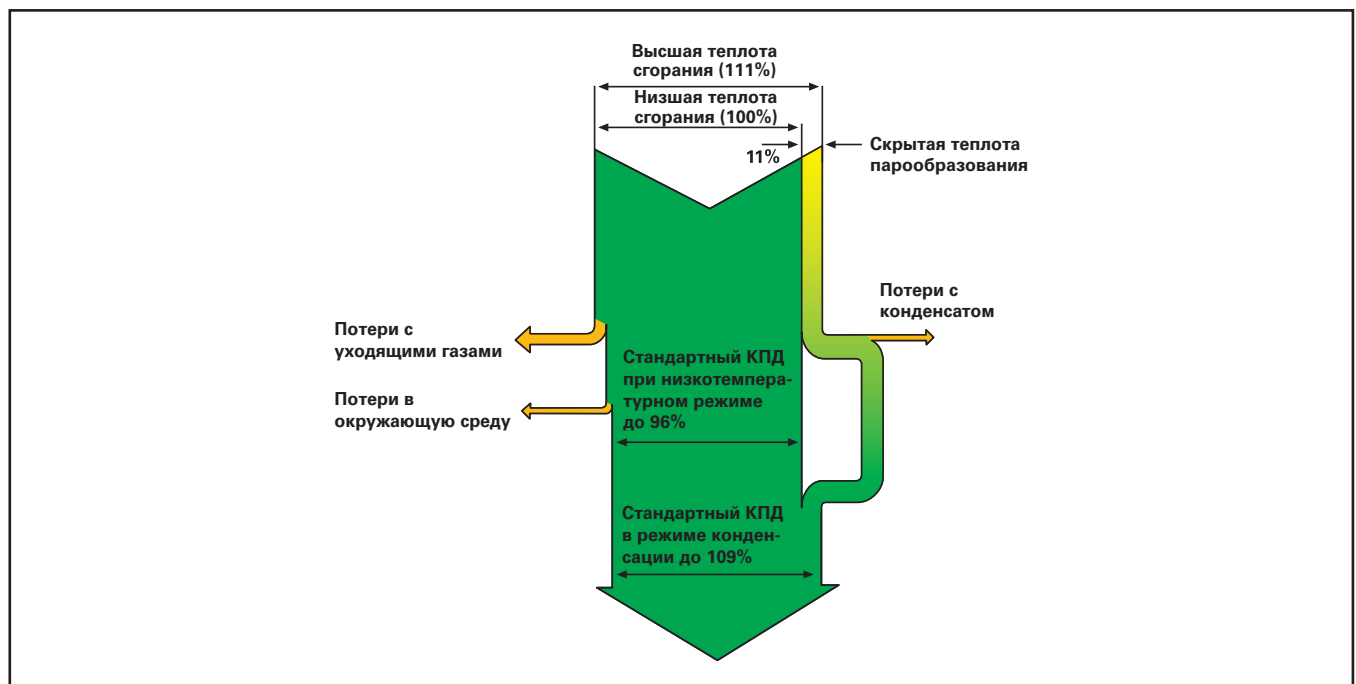 Высшая теплота
сгорания (111%)
Низшая теплота
сгорания (100%)
11%
Скрытая теплота
парообразования
Потери с
конденсатом
Потери с
уходящими газами
Стандартный КПД
при низкотемпера-
турном режиме
до 96%
Потери в
окружающую среду
Стандартный КПД
в режиме конден-
сации до 109%